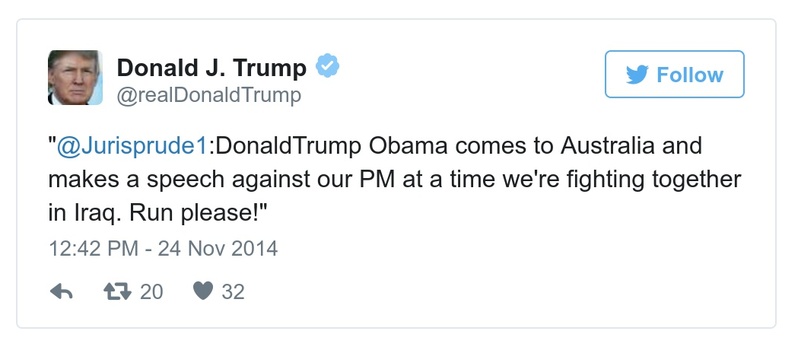 Donald J. Trump
@realDonaldTrump
Follow
"@Jurisprude1:DonaldTrump Obama comes to Australia and
makes a speech against our PM at a time we're fighting together
in Iraq. Run please!"
12:42 PM - 24 Nov 2014
20 32